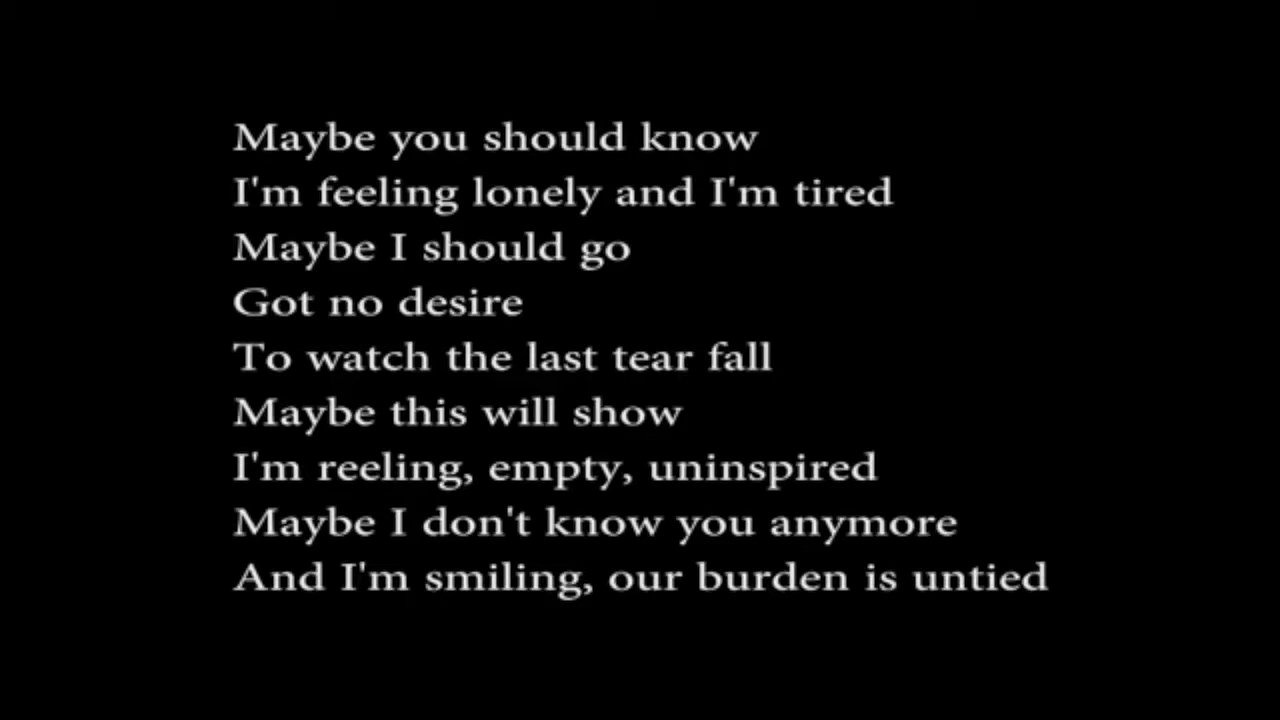 Maybe you should know
I'm feeling lonely and I'm tired
Maybe I should go
Got no desire
To watch the last tear fall
Maybe this will show
I'm reeling, empty, uninspired
Maybe I don't know you anymore
And I'm smiling, our burden is untied